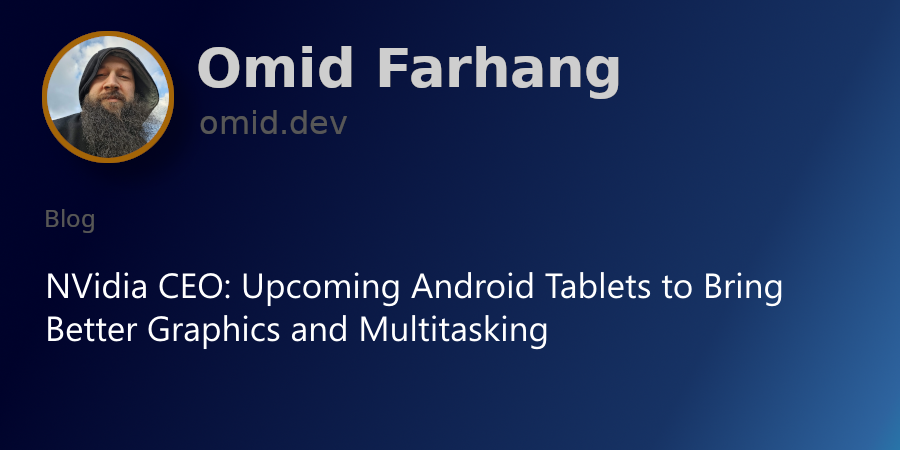 Omid Farhang
omid.dev
Blog
NVidia CEO: Upcoming Android Tablets to Bring
Better Graphics and Multitasking